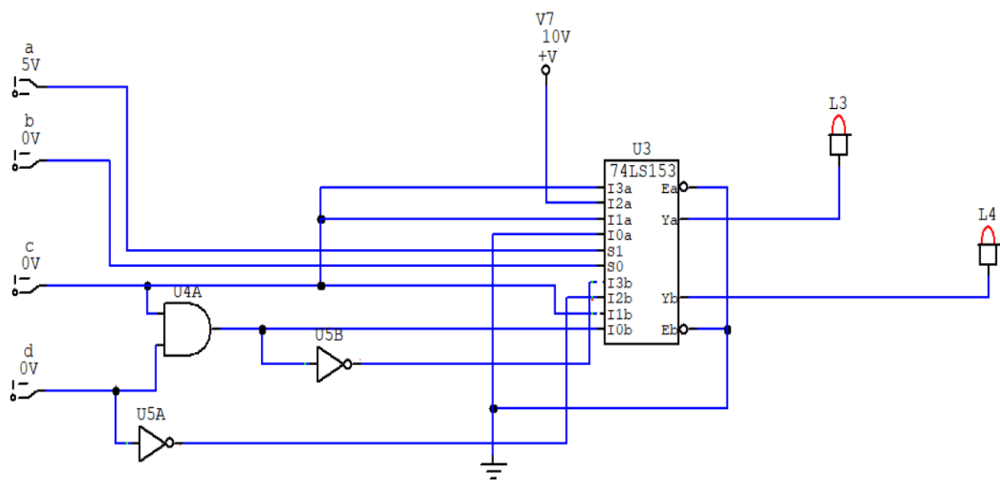 a
5V
b
0V
c
0V
d
0V
V7
10V
+V
U3
74LS153
I3a
I2a
I1a
I0a
S1
S0
I3b
I2b
I1b
I0b
Ea
Ya
Yb
Eb
L3
L4
U4A
U5B
U5A